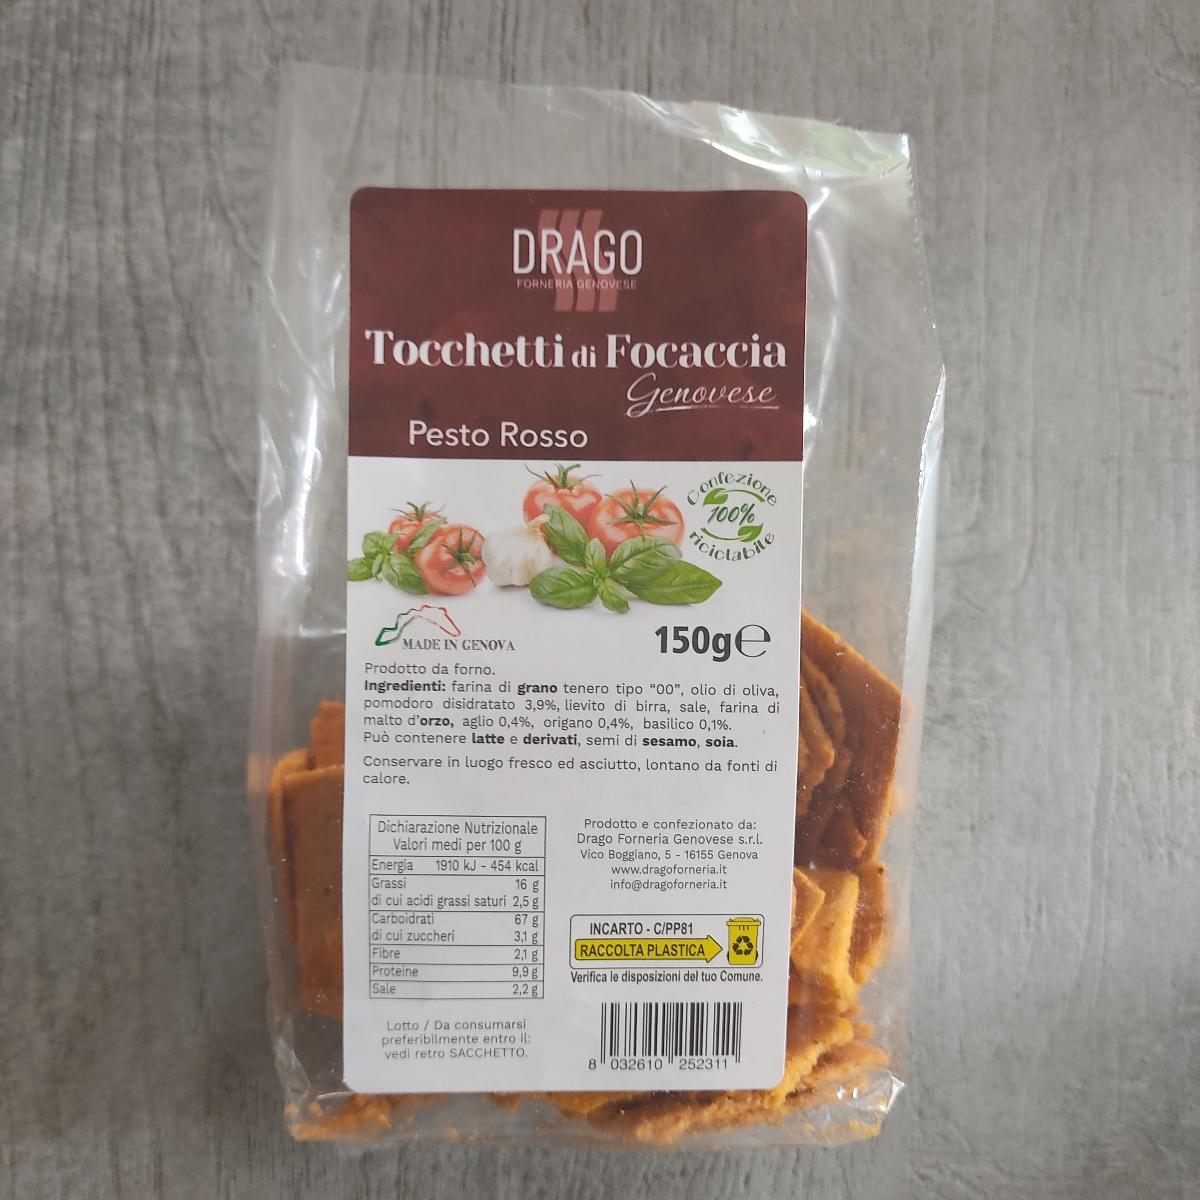 DRAGO
FORNERIA GENOVESE
Tocchetti di Focaccia
Genovese
Pesto Rosso
Confezione
100%
riciclabile
MADE IN GENOVA
150g℮
Prodotto da forno.
Ingredienti: farina di grano tenero tipo “00”, olio di oliva,
pomodoro disidratato 3,9%, lievito di birra, sale, farina di
malto d'orzo, aglio 0,4%, origano 0,4%, basilico 0,1%.
Può contenere latte e derivati, semi di sesamo, soia.
Conservare in luogo fresco ed asciutto, lontano da fonti di
calore.
Dichiarazione Nutrizionale
Valori medi per 100 g
Energia 1910 kJ - 454 kcal
Grassi 16 g
di cui acidi grassi saturi 2,5 g
Carboidrati 67 g
di cui zuccheri 3,1 g
Fibre 2,1 g
Proteine 9,9 g
Sale 2,2 g
Lotto / Da consumarsi
preferibilmente entro il:
vedi retro SACCHETTO.
Prodotto e confezionato da:
Drago Forneria Genovese s.r.l.
Vico Boggiano, 5 - 16155 Genova
www.dragoforneria.it
info@dragoforneria.it
INCARTO - C/PP81
RACCOLTA PLASTICA
Verifica le disposizioni del tuo Comune.
8 032610 252311